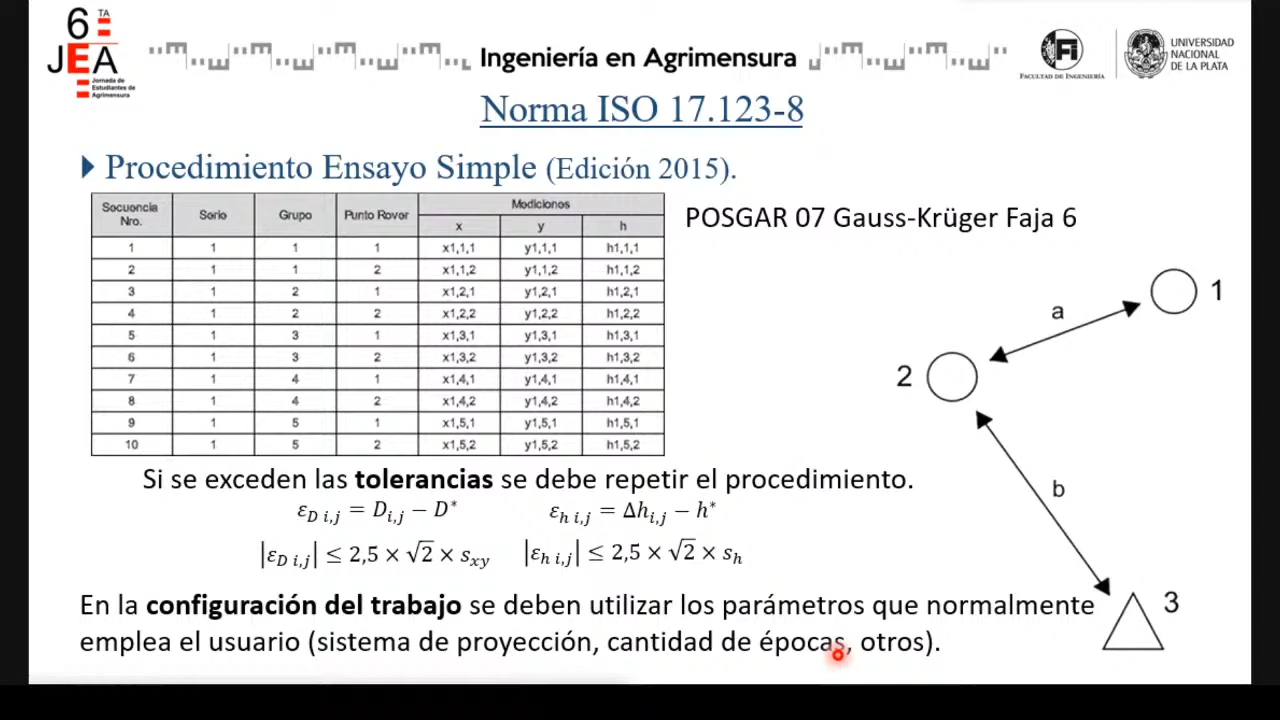 6 TA
JEA
Jornada de
Estudiantes de
Agrimensura
Ingeniería en Agrimensura
Fi
FACULTAD DE INGENIERÍA
UNIVERSIDAD
NACIONAL
DE LA PLATA
Norma ISO 17.123-8
Procedimiento Ensayo Simple (Edición 2015).
Secuencia Nro. Serie Grupo Punto Rover Mediciones
x y h
1 1 1 1 x1,1,1 y1,1,1 h1,1,1
2 1 1 2 x1,1,2 y1,1,2 h1,1,2
3 1 2 1 x1,2,1 y1,2,1 h1,2,1
4 1 2 2 x1,2,2 y1,2,2 h1,2,2
5 1 3 1 x1,3,1 y1,3,1 h1,3,1
6 1 3 2 x1,3,2 y1,3,2 h1,3,2
7 1 4 1 x1,4,1 y1,4,1 h1,4,1
8 1 4 2 x1,4,2 y1,4,2 h1,4,2
9 1 5 1 x1,5,1 y1,5,1 h1,5,1
10 1 5 2 x1,5,2 y1,5,2 h1,5,2
POSGAR 07 Gauss-Krüger Faja 6
1
a
2
b
3
Si se exceden las tolerancias se debe repetir el procedimiento.
ε_D i,j = D_i,j − D* ε_h i,j = Δh_i,j − h*
|ε_D i,j| ≤ 2,5 × √2 × s_xy |ε_h i,j| ≤ 2,5 × √2 × s_h
En la configuración del trabajo se deben utilizar los parámetros que normalmente
emplea el usuario (sistema de proyección, cantidad de épocas, otros).